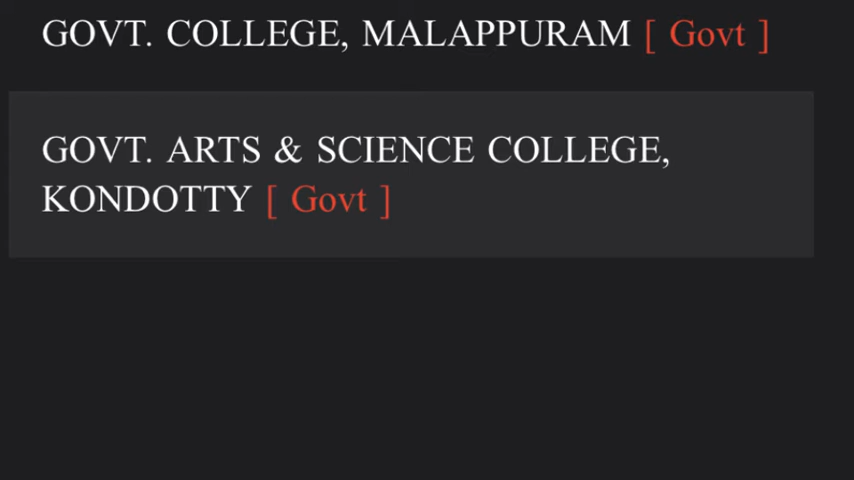 GOVT. COLLEGE, MALAPPURAM [ Govt ]
GOVT. ARTS & SCIENCE COLLEGE,
KONDOTTY [ Govt ]